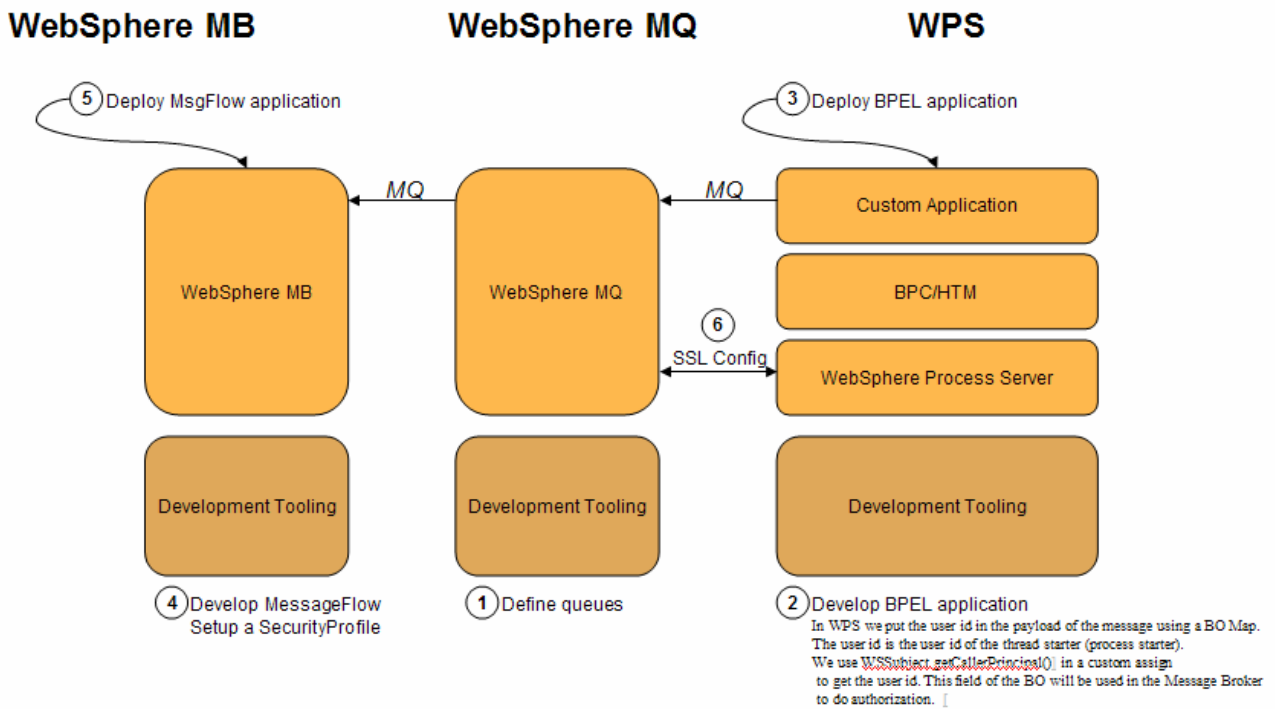 WebSphere MB
WebSphere MQ
WPS
5 Deploy MsgFlow application
3 Deploy BPEL application
MQ
MQ
Custom Application
WebSphere MB
WebSphere MQ
BPC/HTM
6
SSL Config
WebSphere Process Server
Development Tooling
Development Tooling
Development Tooling
4 Develop MessageFlow
Setup a SecurityProfile
1 Define queues
2 Develop BPEL application
In WPS we put the user id in the payload of the message using a BO Map.
The user id is the user id of the thread starter (process starter).
We use WSSubject.getCallerPrincipal() in a custom assign
to get the user id. This field of the BO will be used in the Message Broker
to do authorization.